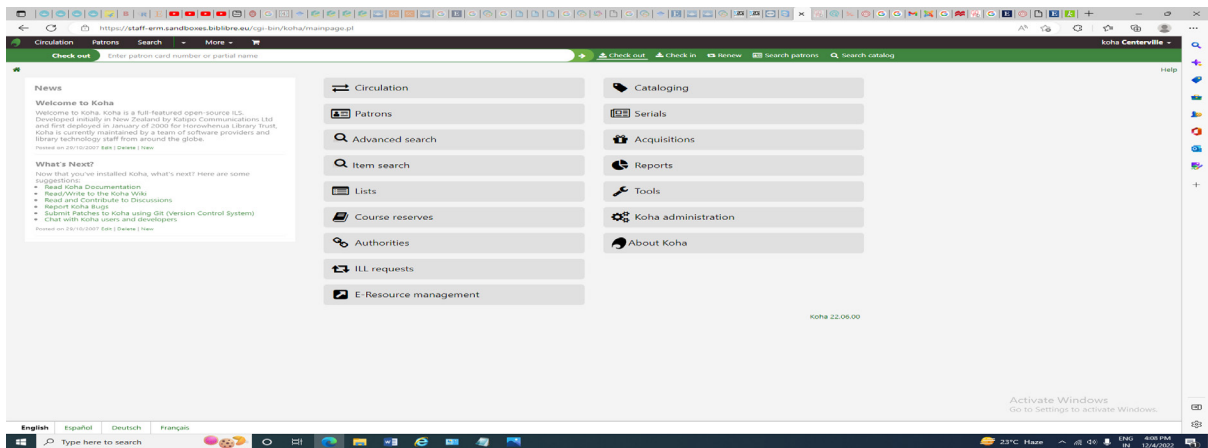 https://staff-erm.sandboxes.biblibre.eu/cgi-bin/koha/mainpage.pl
Circulation Patrons Search More koha Centerville
Check out Enter patron card number or partial name Check out Check in Renew Search patrons Search catalog
Help
News
Welcome to Koha
Welcome to Koha. Koha is a full-featured open-source ILS.
Developed initially in New Zealand by Katipo Communications Ltd
and first deployed in January of 2000 for Horowhenua Library Trust,
Koha is currently maintained by a team of software providers and
library technology staff from around the globe.
Posted on 29/10/2007 Edit | Delete | New
What's Next?
Now that you've installed Koha, what's next? Here are some
suggestions:
Read Koha Documentation
Read/Write to the Koha Wiki
Read and Contribute to Discussions
Report Koha Bugs
Submit Patches to Koha using Git (Version Control System)
Chat with Koha users and developers
Posted on 29/10/2007 Edit | Delete | New
Circulation
Patrons
Advanced search
Item search
Lists
Course reserves
Authorities
ILL requests
E-Resource management
Cataloging
Serials
Acquisitions
Reports
Tools
Koha administration
About Koha
Koha 22.06.00
Activate Windows
Go to Settings to activate Windows.
English Español Deutsch Français
Type here to search
23°C Haze ENG 4:08 PM
IN 12/4/2022